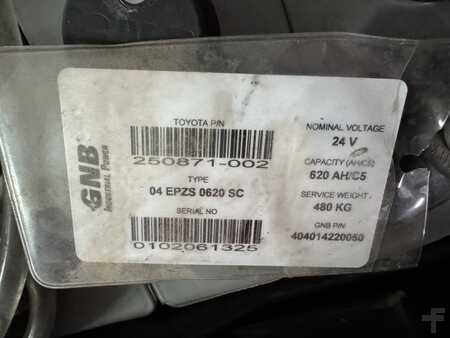 GNB
INDUSTRIAL POWER
TOYOTA P/N
250871-002
TYPE
04 EPZS 0620 SC
SERIAL NO
0102061325
NOMINAL VOLTAGE
24 V
CAPACITY (AH/C5)
620 AH/C5
SERVICE WEIGHT
480 KG
GNB P/N
404014220050